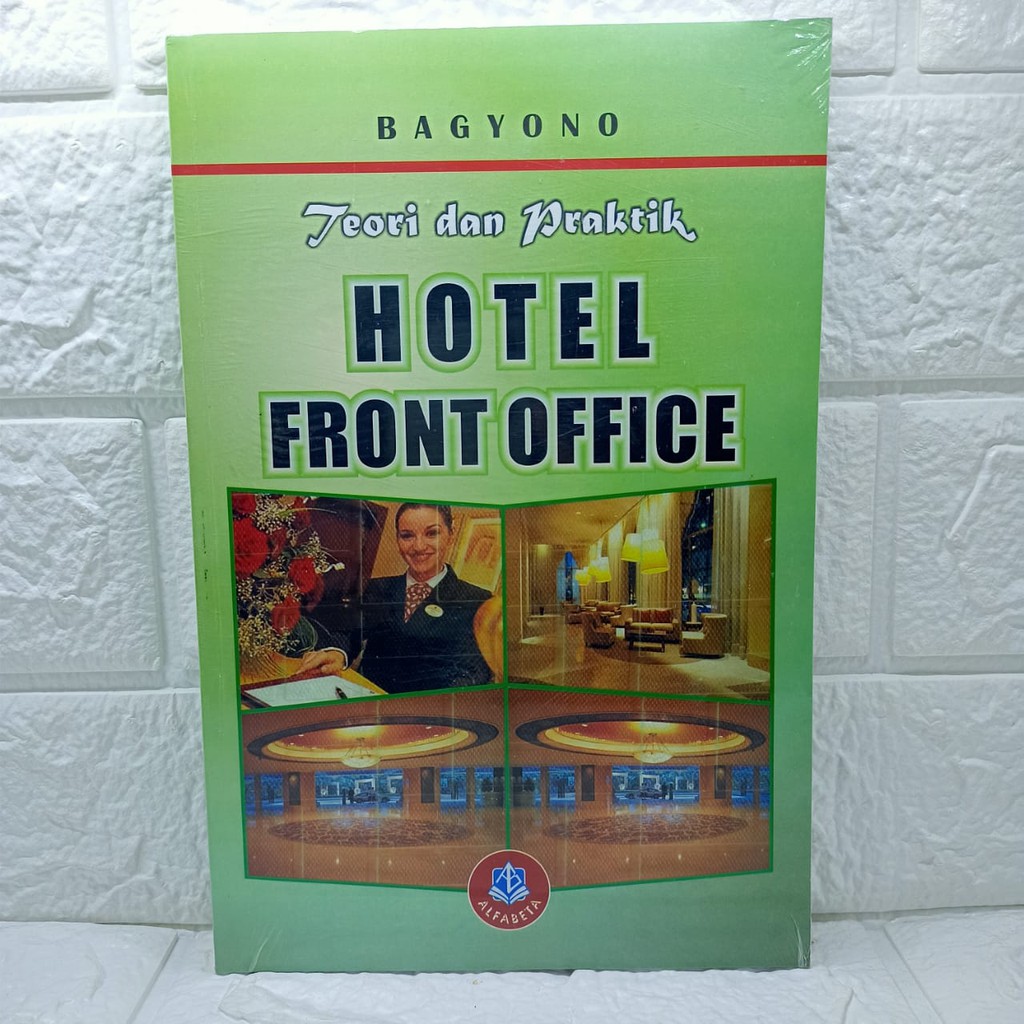 BAGYONO
Teori dan Praktik
HOTEL
FRONT OFFICE
ALFABETA